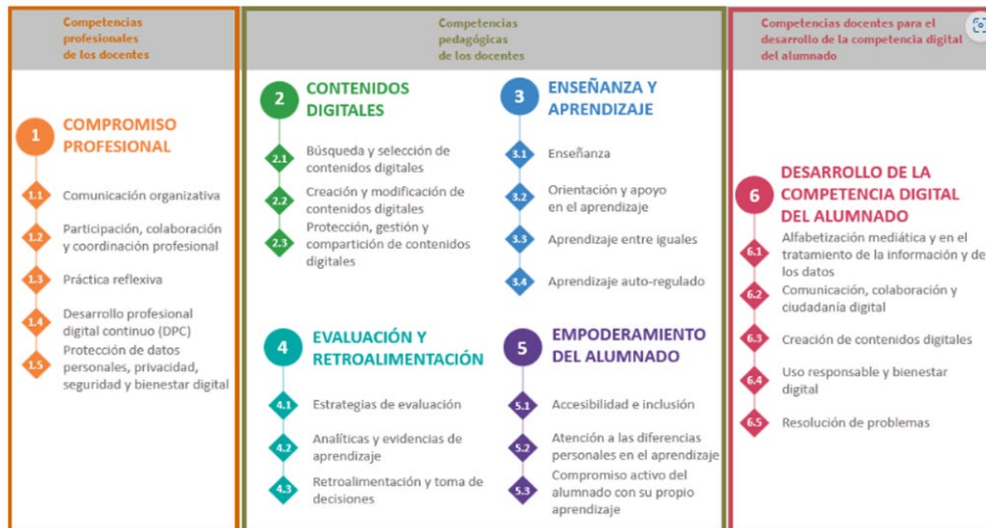 Competencias
profesionales
de los docentes
Competencias
pedagógicas
de los docentes
Competencias docentes para el
desarrollo de la competencia digital
del alumnado
1
COMPROMISO
PROFESIONAL
1.1
Comunicación organizativa
1.2
Participación, colaboración
y coordinación profesional
1.3
Práctica reflexiva
1.4
Desarrollo profesional
digital continuo (DPC)
1.5
Protección de datos
personales, privacidad,
seguridad y bienestar digital
2
CONTENIDOS
DIGITALES
2.1
Búsqueda y selección de
contenidos digitales
2.2
Creación y modificación de
contenidos digitales
2.3
Protección, gestión y
compartición de contenidos
digitales
3
ENSEÑANZA Y
APRENDIZAJE
3.1
Enseñanza
3.2
Orientación y apoyo
en el aprendizaje
3.3
Aprendizaje entre iguales
3.4
Aprendizaje auto-regulado
4
EVALUACIÓN Y
RETROALIMENTACIÓN
4.1
Estrategias de evaluación
4.2
Analíticas y evidencias de
aprendizaje
4.3
Retroalimentación y toma de
decisiones
5
EMPODERAMIENTO
DEL ALUMNADO
5.1
Accesibilidad e inclusión
5.2
Atención a las diferencias
personales en el aprendizaje
5.3
Compromiso activo del
alumnado con su propio
aprendizaje
6
DESARROLLO DE LA
COMPETENCIA DIGITAL
DEL ALUMNADO
6.1
Alfabetización mediática y en el
tratamiento de la información y de
los datos
6.2
Comunicación, colaboración y
ciudadanía digital
6.3
Creación de contenidos digitales
6.4
Uso responsable y bienestar
digital
6.5
Resolución de problemas